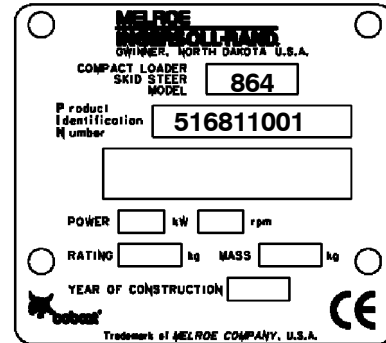 MELROE
INGERSOLL-RAND
GWINNER, NORTH DAKOTA U.S.A.
COMPACT LOADER
SKID STEER
MODEL 864
Product
Identification 516811001
Number
POWER kW rpm
RATING kg MASS kg
YEAR OF CONSTRUCTION
bobcat CE
Trademark of MELROE COMPANY, U.S.A.